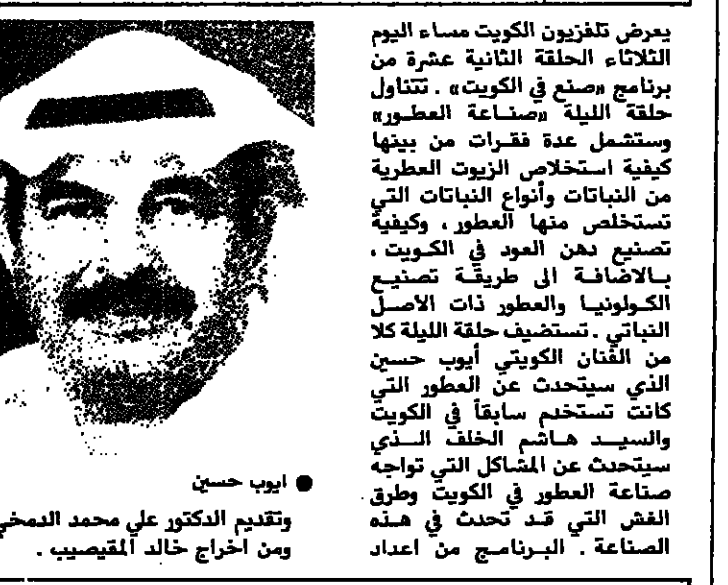 يعرض تلفزيون الكويت مساء اليوم
الثلاثاء الحلقة الثانية عشرة من
برنامج «صنع في الكويت» . تتناول
حلقة الليلة «صناعة العطور»
وستشمل عدة فقرات من بينها
كيفية استخلاص الزيوت العطرية
من النباتات وأنواع النباتات التي
تستخلص منها العطور ، وكيفية
تصنيع دهن العود في الكويت ،
بالاضافة الى طريقة تصنيع
الكولونيا والعطور ذات الأصل
النباتي . تستضيف حلقة الليلة كلا
من الفنان الكويتي أيوب حسين
الذي سيتحدث عن العطور التي
كانت تستخدم سابقاً في الكويت
والسيد هاشم الخلف الذي
سيتحدث عن المشاكل التي تواجه
صناعة العطور في الكويت وطرق
الغش التي قد تحدث في هذه
الصناعة . البرنامج من اعداد
وتقديم الدكتور علي محمد الدمخي
ومن اخراج خالد المقيصيب .
● ايوب حسين